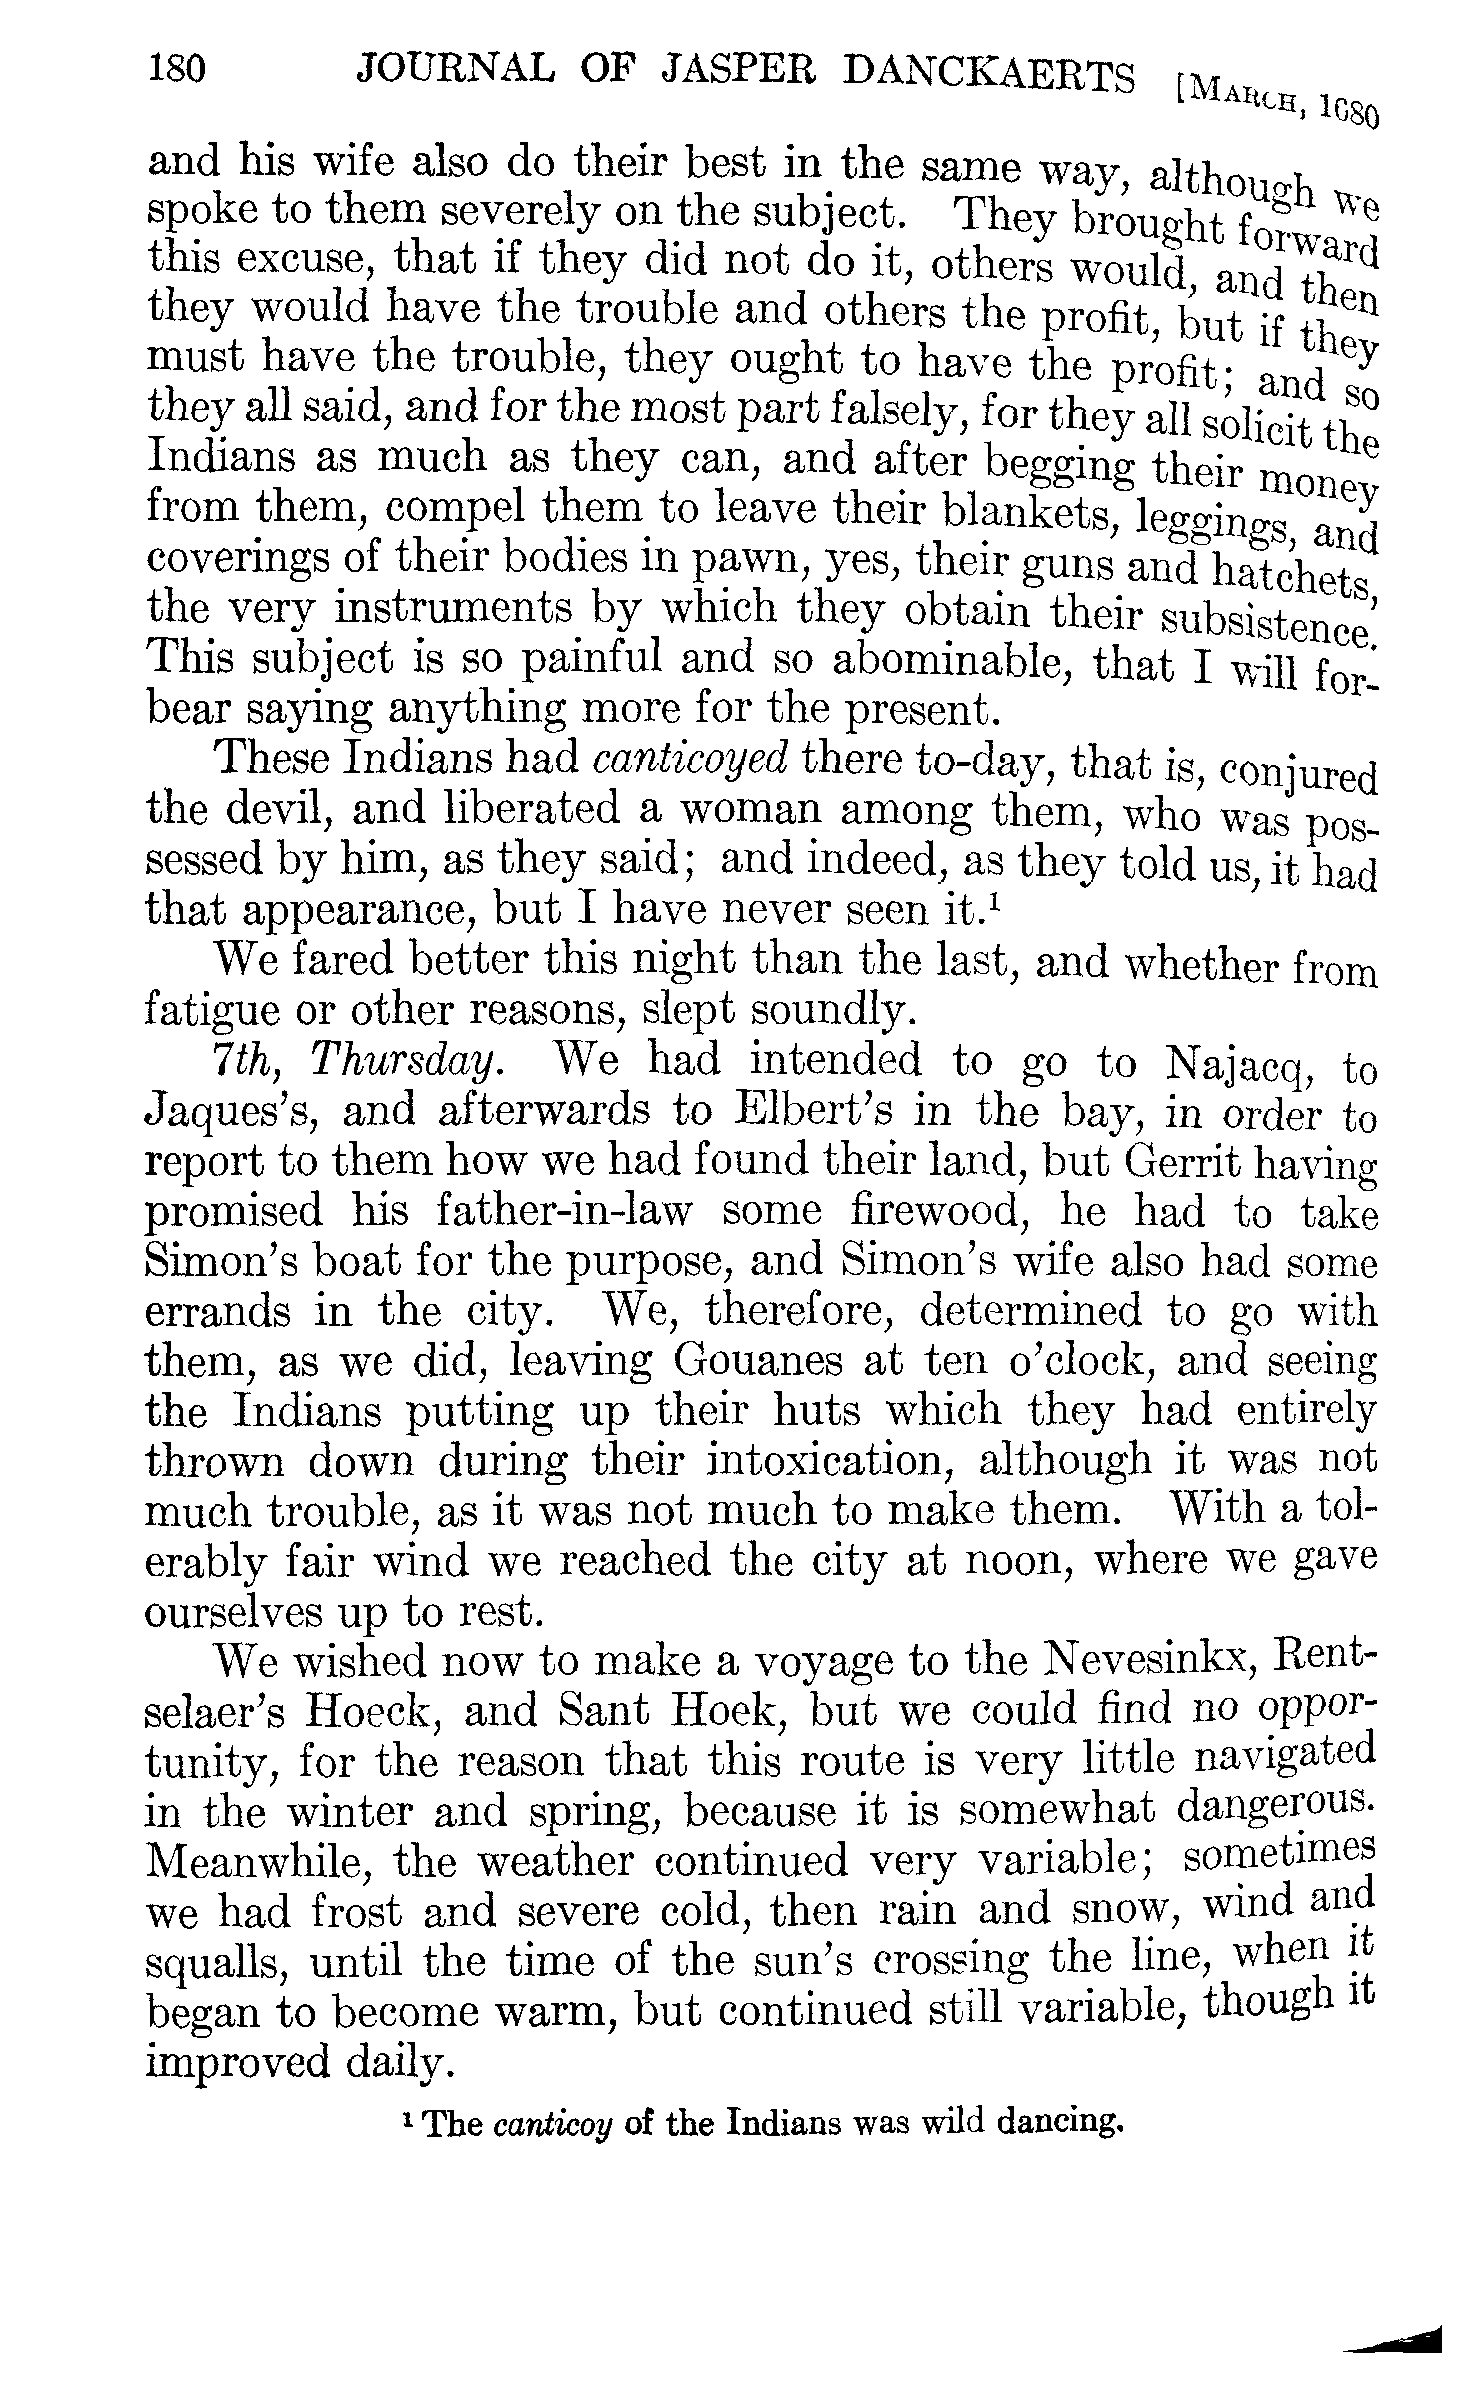 180 JOURNAL OF JASPER DANCKAERTS [MARCH, 1680
and his wife also do their best in the same way, although we
spoke to them severely on the subject. They brought forward
this excuse, that if they did not do it, others would, and then
they would have the trouble and others the profit, but if they
must have the trouble, they ought to have the profit; and so
they all said, and for the most part falsely, for they all solicit the
Indians as much as they can, and after begging their money
from them, compel them to leave their blankets, leggings, and
coverings of their bodies in pawn, yes, their guns and hatchets,
the very instruments by which they obtain their subsistence.
This subject is so painful and so abominable, that I will for-
bear saying anything more for the present.
These Indians had canticoyed there to-day, that is, conjured
the devil, and liberated a woman among them, who was pos-
sessed by him, as they said; and indeed, as they told us, it had
that appearance, but I have never seen it.¹
We fared better this night than the last, and whether from
fatigue or other reasons, slept soundly.
7th, Thursday. We had intended to go to Najacq, to
Jaques's, and afterwards to Elbert's in the bay, in order to
report to them how we had found their land, but Gerrit having
promised his father-in-law some firewood, he had to take
Simon's boat for the purpose, and Simon's wife also had some
errands in the city. We, therefore, determined to go with
them, as we did, leaving Gouanes at ten o'clock, and seeing
the Indians putting up their huts which they had entirely
thrown down during their intoxication, although it was not
much trouble, as it was not much to make them. With a tol-
erably fair wind we reached the city at noon, where we gave
ourselves up to rest.
We wished now to make a voyage to the Nevesinkx, Rent-
selaer's Hoeck, and Sant Hoek, but we could find no oppor-
tunity, for the reason that this route is very little navigated
in the winter and spring, because it is somewhat dangerous.
Meanwhile, the weather continued very variable; sometimes
we had frost and severe cold, then rain and snow, wind and
squalls, until the time of the sun's crossing the line, when it
began to become warm, but continued still variable, though it
improved daily.
¹ The canticoy of the Indians was wild dancing.